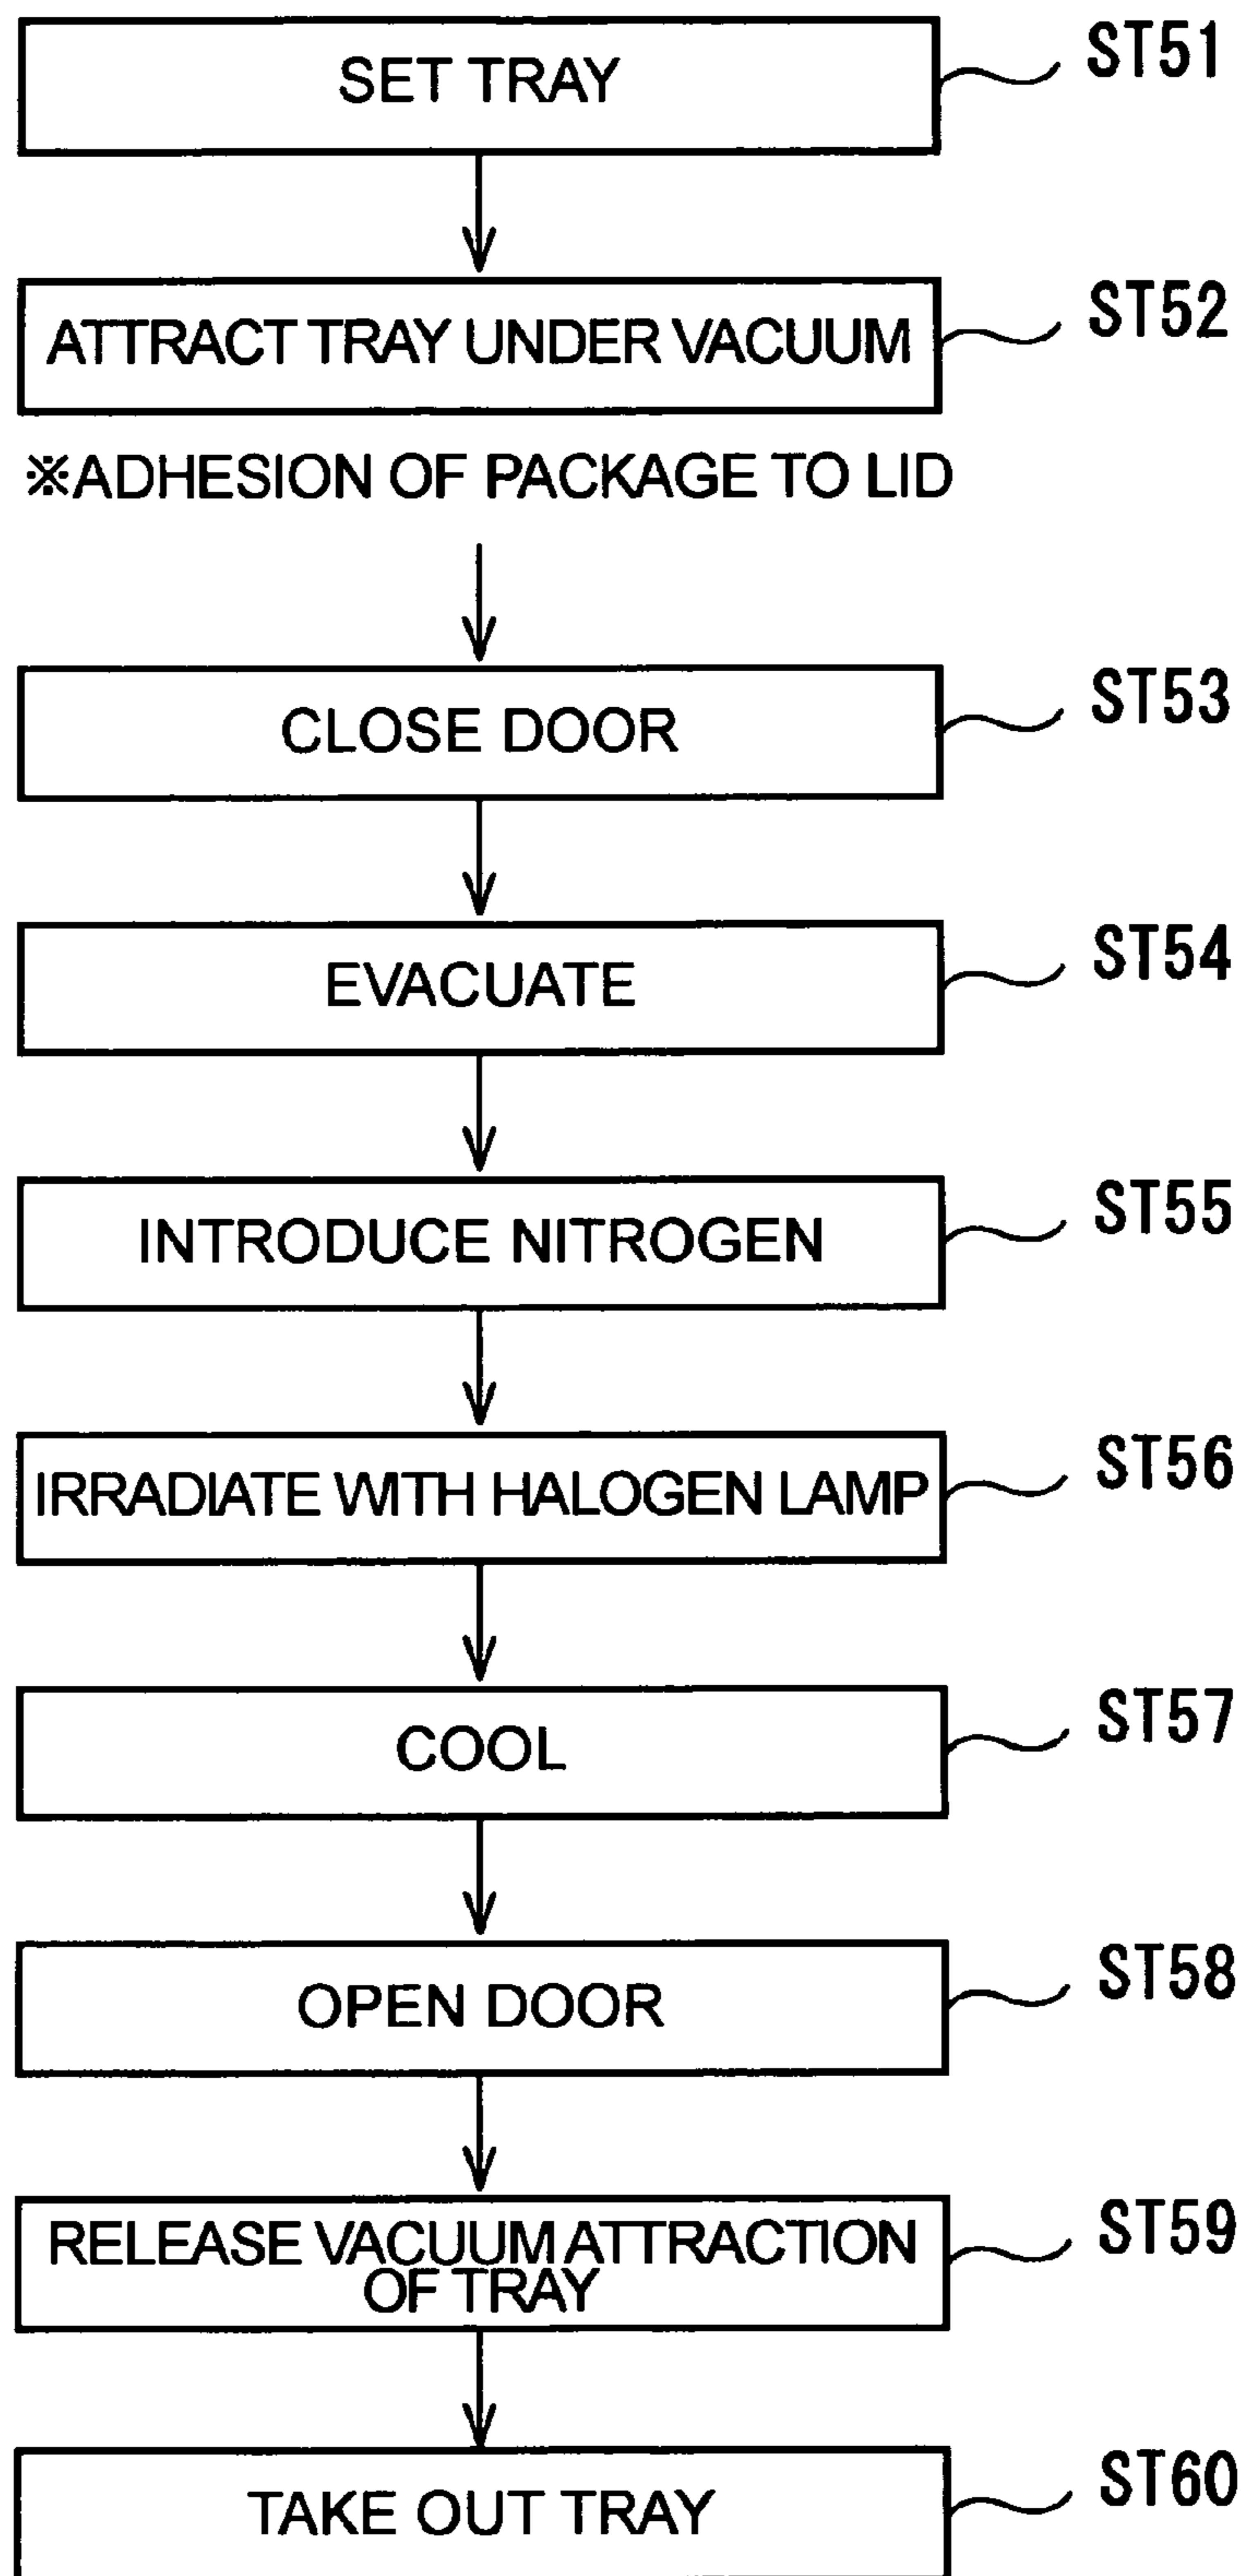 SET TRAY ST51
ATTRACT TRAY UNDER VACUUM ST52
※ADHESION OF PACKAGE TO LID
CLOSE DOOR ST53
EVACUATE ST54
INTRODUCE NITROGEN ST55
IRRADIATE WITH HALOGEN LAMP ST56
COOL ST57
OPEN DOOR ST58
RELEASE VACUUM ATTRACTION
OF TRAY ST59
TAKE OUT TRAY ST60